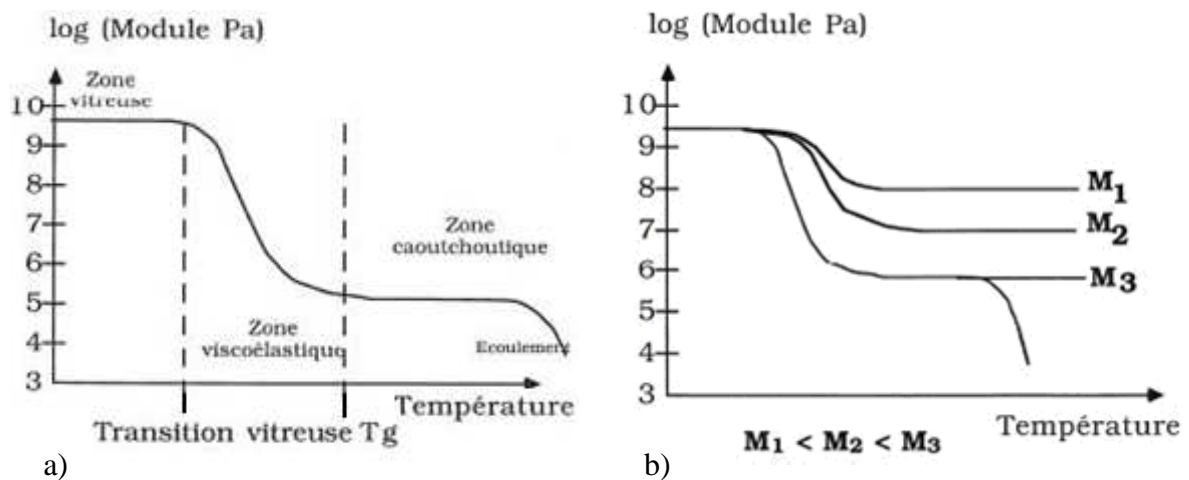 log (Module Pa)
Zone
vitreuse
10
9
8
7
6
5
4
3
Zone
caoutchoutique
Zone
viscoélastique
Ecoulement
Température
Transition vitreuse Tg
a)
log (Module Pa)
10
9
8
7
6
5
4
3
M1
M2
M3
Température
M1 < M2 < M3
b)